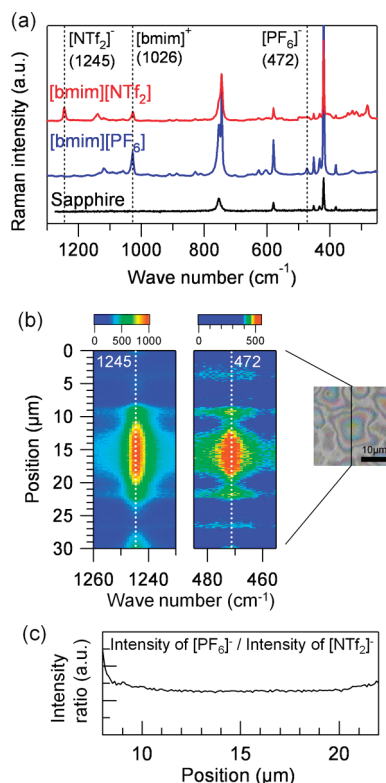 (a)
[NTf₂]⁻ [bmim]⁺ [PF₆]⁻
(1245) (1026) (472)
[bmim][NTf₂]
[bmim][PF₆]
Sapphire
Raman intensity (a.u.)
1200 1000 800 600 400
Wave number (cm⁻¹)
(b)
0 500 1000 0 500
1245 472
0
5
10
15
20
25
30
Position (μm)
1260 1240 480 460
Wave number (cm⁻¹)
10μm
(c)
Intensity of [PF₆]⁻ / Intensity of [NTf₂]⁻
Intensity
ratio (a.u.)
10 15 20
Position (μm)